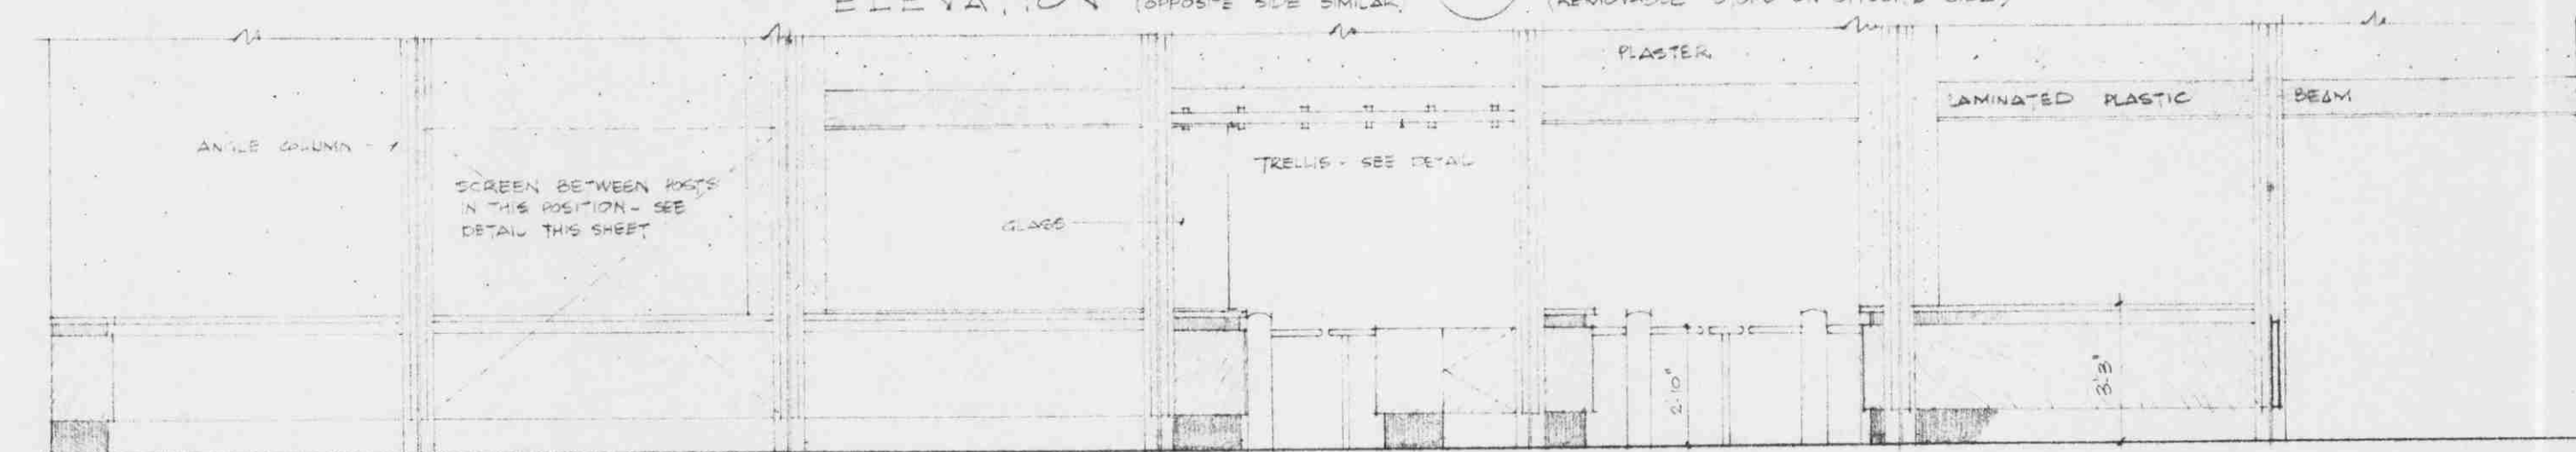 ELEVATION (OPPOSITE SIDE SIMILAR)
PLASTER
LAMINATED PLASTIC
BEAM
ANGLE COLUMN
TRELLIS - SEE DETAIL
SCREEN BETWEEN POSTS
IN THIS POSITION - SEE
DETAIL THIS SHEET
GLASS
2'-10"
3'-3"